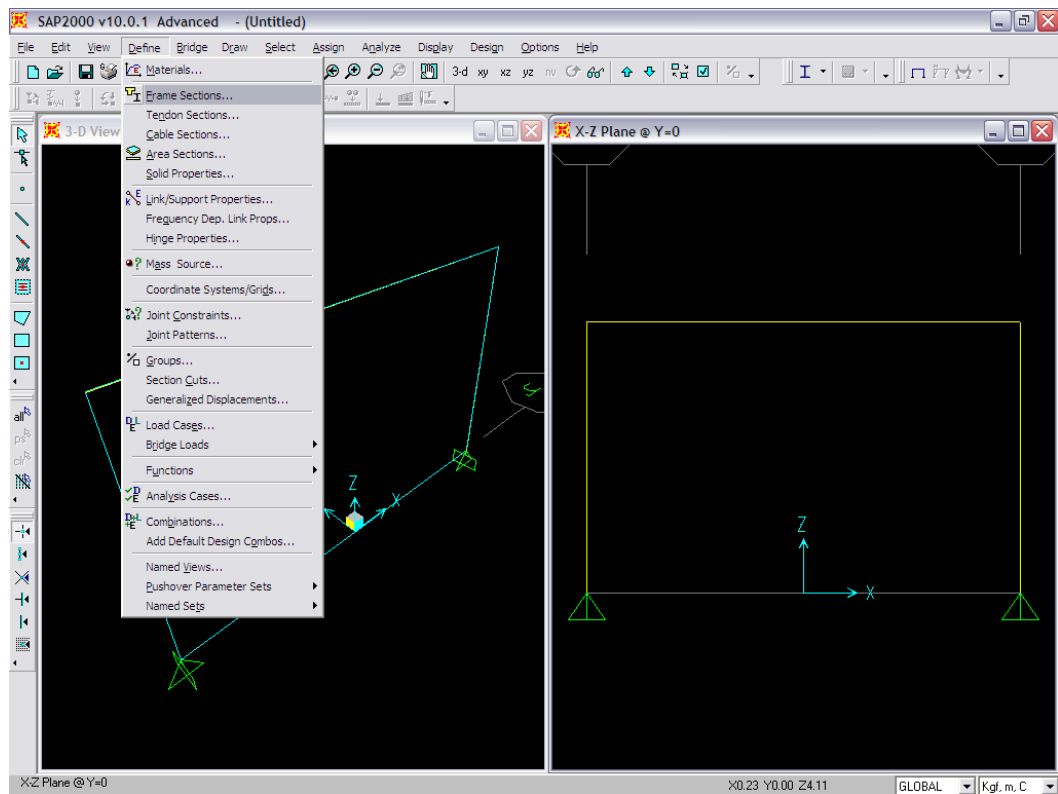 SAP2000 v10.0.1 Advanced - (Untitled)
File Edit View Define Bridge Draw Select Assign Analyze Display Design Options Help
3-d xy xz yz nv
Materials...
Frame Sections...
Tendon Sections...
Cable Sections...
Area Sections...
Solid Properties...
Link/Support Properties...
Frequency Dep. Link Props...
Hinge Properties...
Mass Source...
Coordinate Systems/Grids...
Joint Constraints...
Joint Patterns...
Groups...
Section Cuts...
Generalized Displacements...
Load Cases...
Bridge Loads
Functions
Analysis Cases...
Combinations...
Add Default Design Combos...
Named Views...
Pushover Parameter Sets
Named Sets
3-D View
X-Z Plane @ Y=0
all
ps
clr
Z
X
Z
X
X-Z Plane @ Y=0
X0.23 Y0.00 Z4.11
GLOBAL
Kgf, m, C